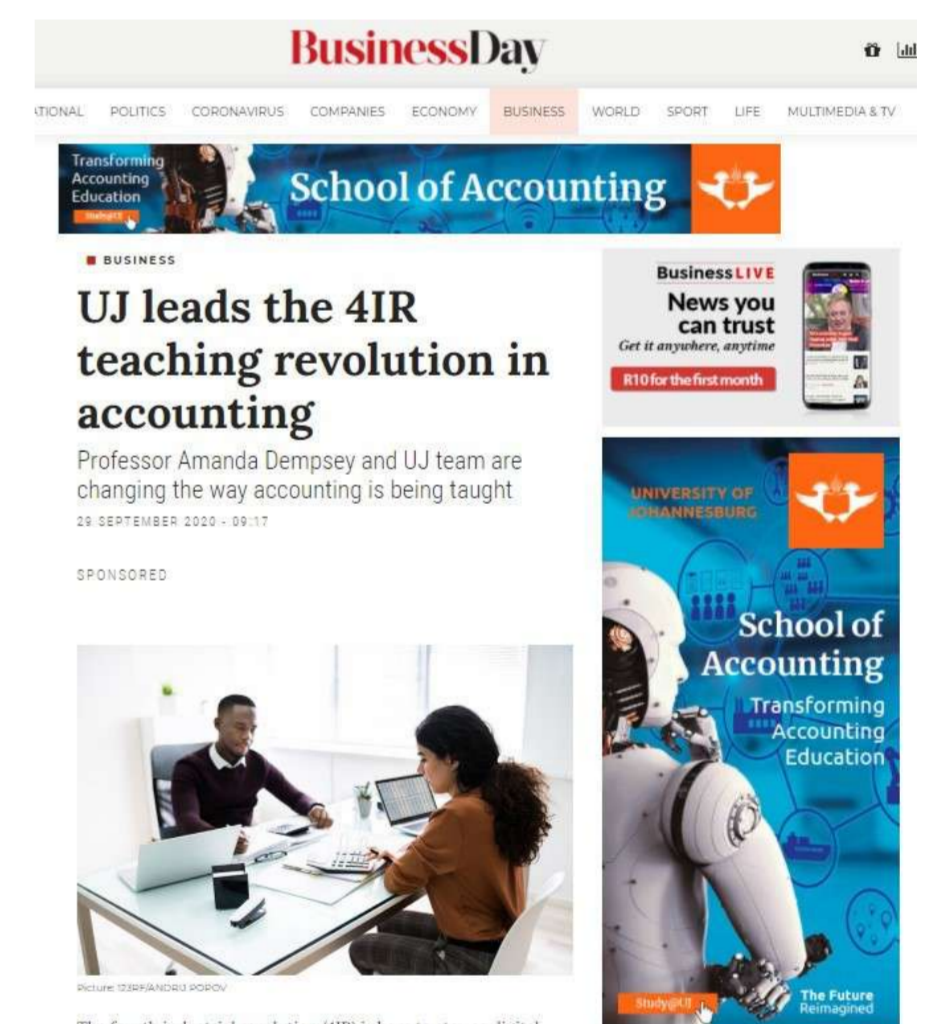 BusinessDay
ATIONAL POLITICS CORONAVIRUS COMPANIES ECONOMY BUSINESS WORLD SPORT LIFE MULTIMEDIA & TV
Transforming
Accounting
Education
Study@UJ
School of Accounting
BUSINESS
UJ leads the 4IR
teaching revolution in
accounting
Professor Amanda Dempsey and UJ team are
changing the way accounting is being taught
29 SEPTEMBER 2020 - 09:17
SPONSORED
Picture: 123RF/ANDRIJ POPOV
BusinessLIVE
News you
can trust
Get it anywhere, anytime
R10 for the first month
UNIVERSITY OF
JOHANNESBURG
School of
Accounting
Transforming
Accounting
Education
Study@UJ
The Future
Reimagined